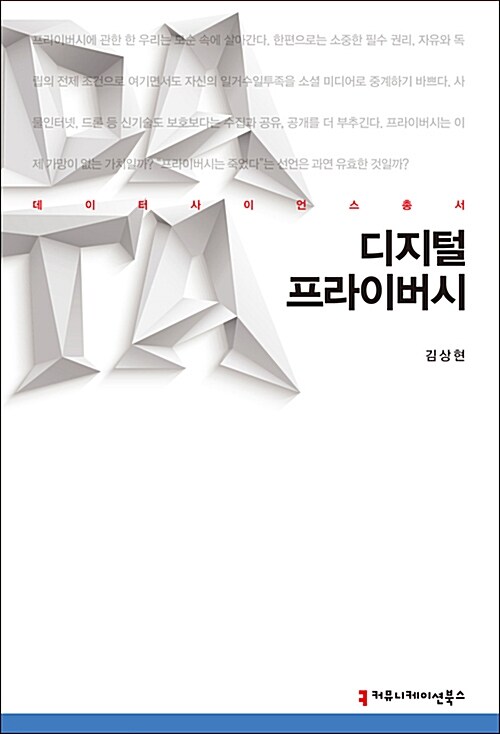 프라이버시에 관한 한 우리는 모순 속에 살아간다. 한편으로는 소중한 필수 권리, 자유와 독
립의 전제 조건으로 여기면서도 자신의 일거수일투족을 소셜 미디어로 중계하기 바쁘다. 사
물인터넷, 드론 등 신기술도 보호보다는 수집과 공유, 공개를 더 부추긴다. 프라이버시는 이
제 가망이 없는 가치일까? "프라이버시는 죽었다"는 선언은 과연 유효한 것일까?
DA
데이터사이언스총서
TA
디지털
프라이버시
김상현
커뮤니케이션북스